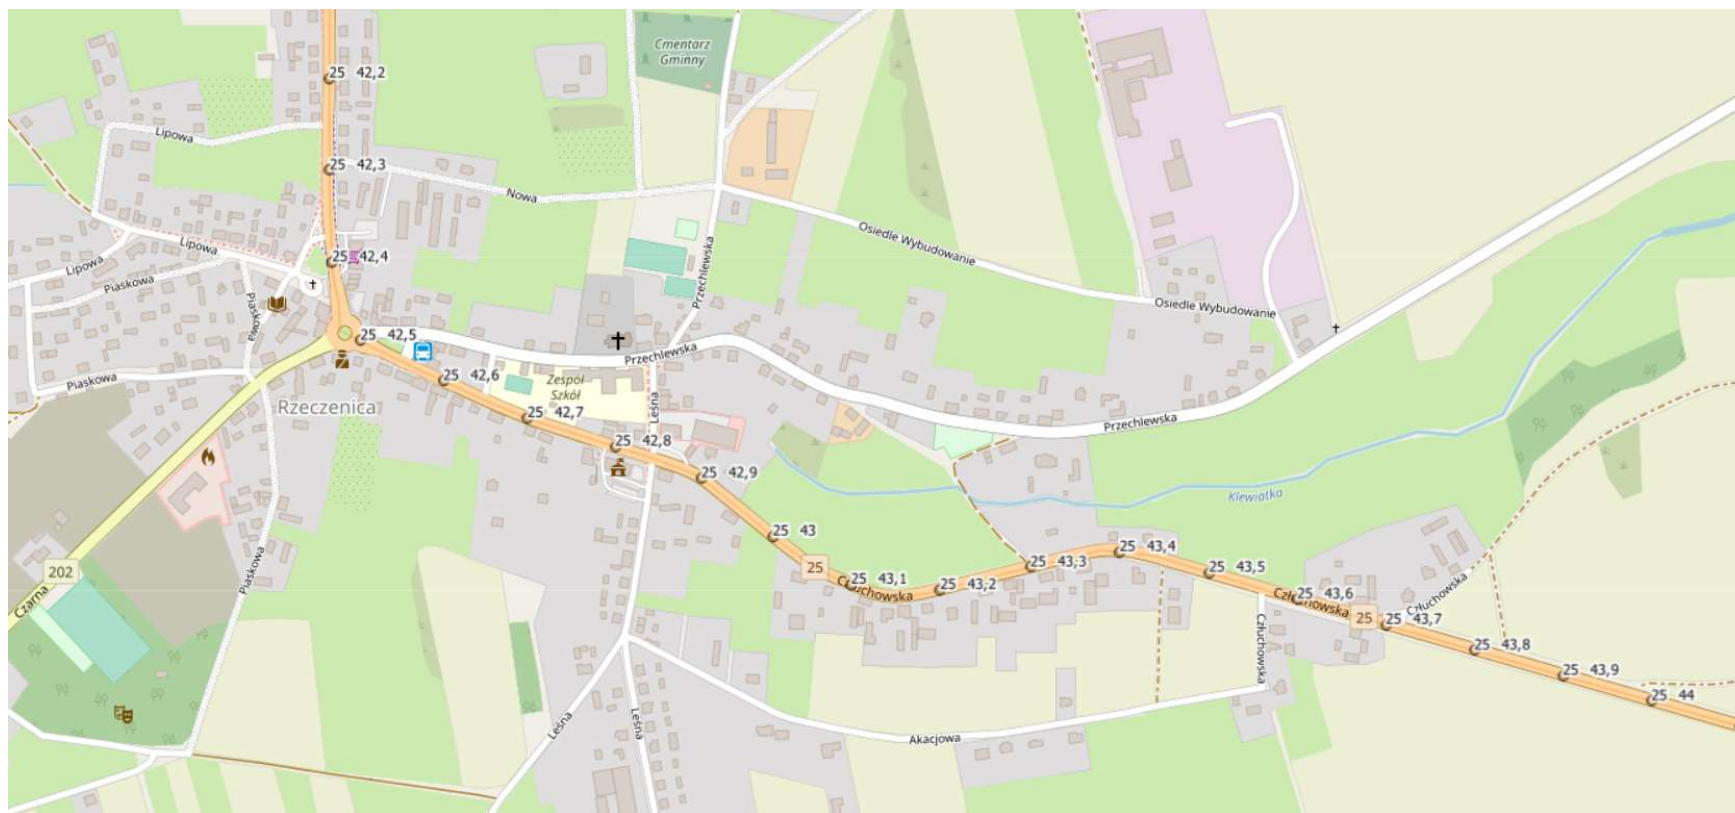 Cmentarz
Gminny
25 42,2
Lipowa
25 42,3
Nowa
Osiedle Wybudowanie
Lipowa
25 42,4
Lipowa
Piaskowa
Przechlewska
Osiedle Wybudowanie
Piaskowa
25 42,5
Przechlewska
25 42,6
Zespół
Szkół
Piaskowa
Rzeczenica
25 42,7
Leśna
Przechlewska
25 42,8
25 42,9
Klewiatka
25 43
25 43,4
25 43,3
25 43,5
202
25
Piaskowa
25 43,1
25 43,2
Człuchowska
25 43,6
Człuchowska
Człuchowska
Czarna
25
25 43,7
Człuchowska
25 43,8
25 43,9
25 44
Leśna
Leśna
Akacjowa